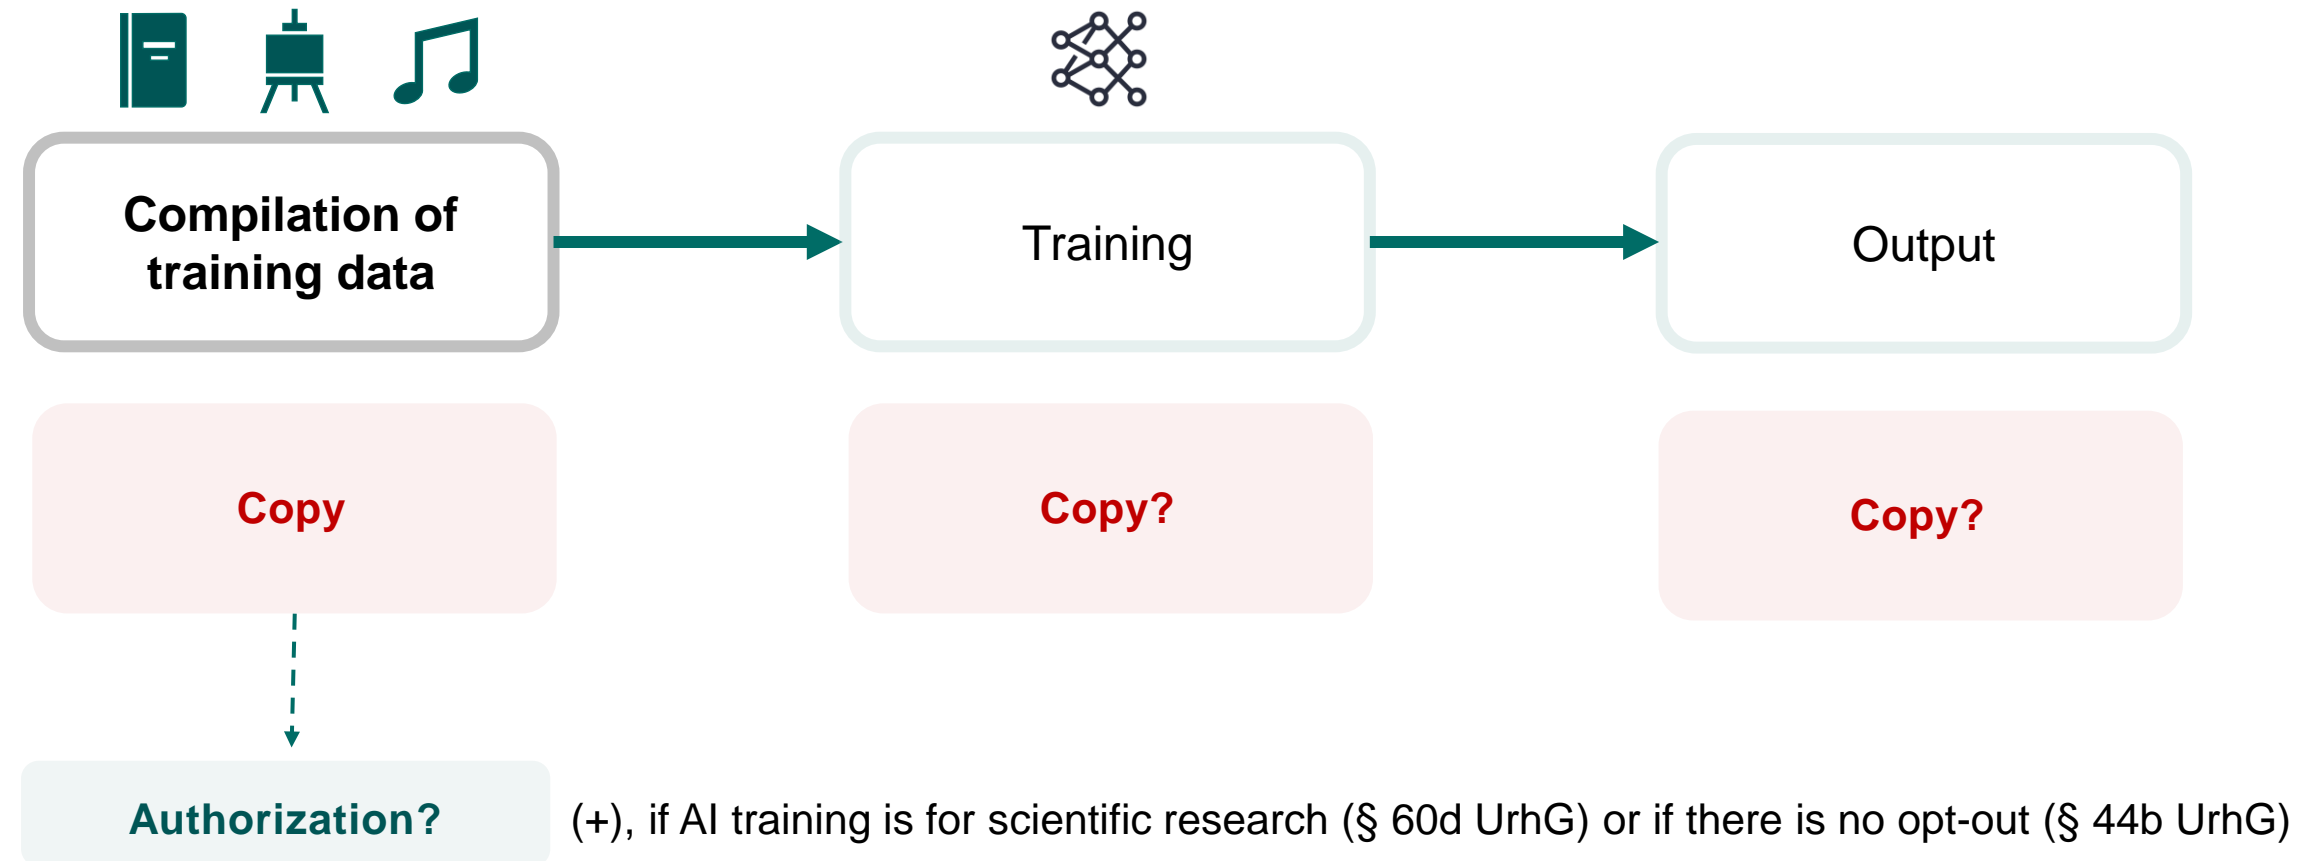 Compilation of
training data
Training
Output
Copy
Copy?
Copy?
Authorization?
(+), if AI training is for scientific research (§ 60d UrhG) or if there is no opt-out (§ 44b UrhG)